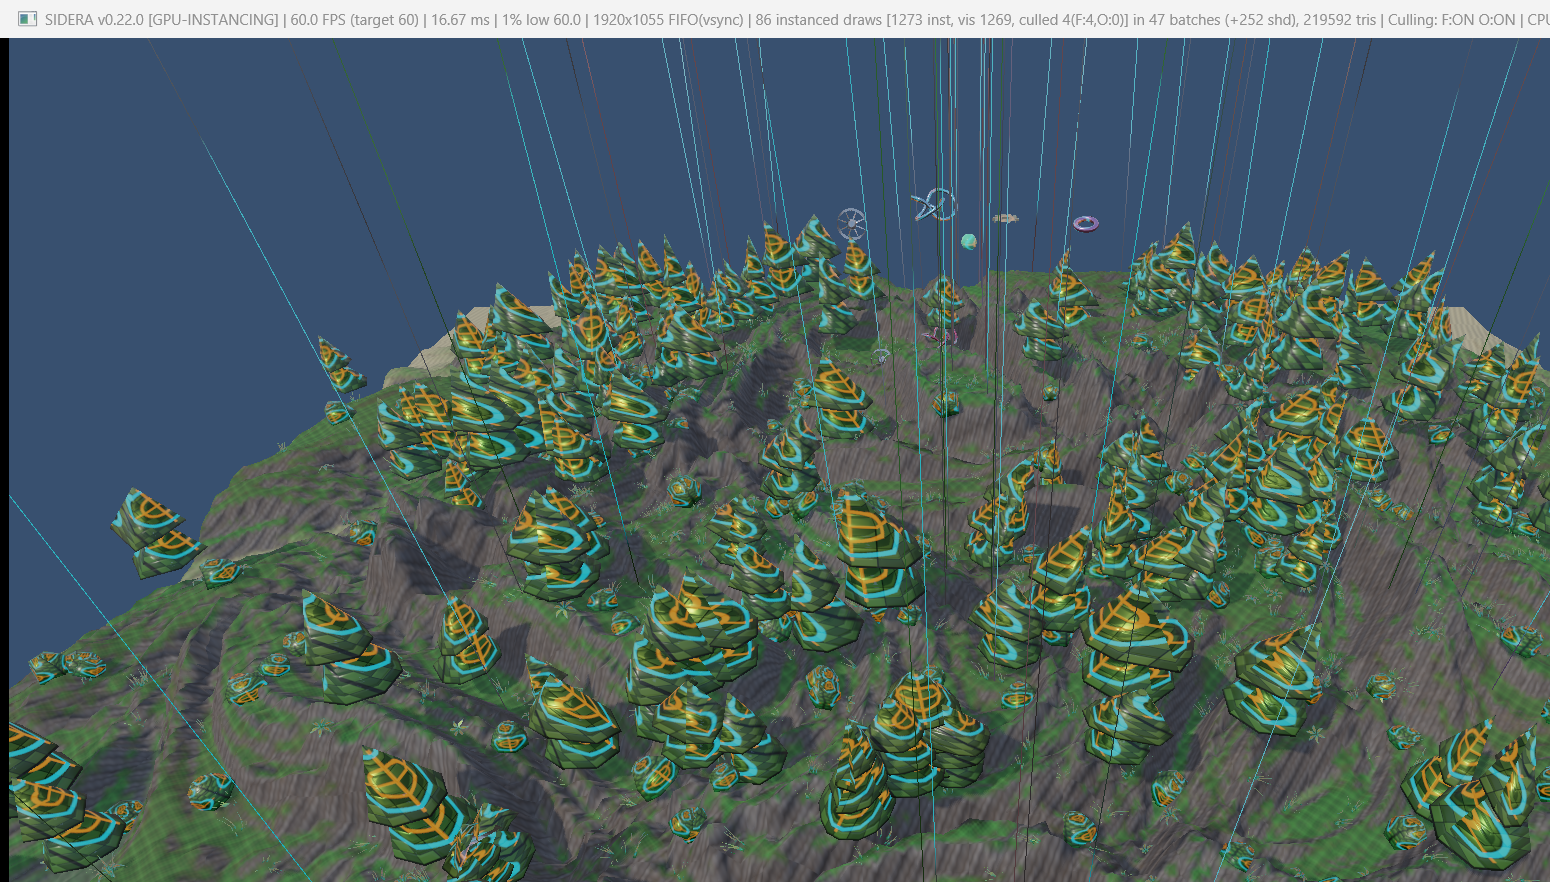 SIDERA v0.22.0 [GPU-INSTANCING] | 60.0 FPS (target 60) | 16.67 ms | 1% low 60.0 | 1920x1055 FIFO(vsync) | 86 instanced draws [1273 inst, vis 1269, culled 4(F:4,O:0)] in 47 batches (+252 shd), 219592 tris | Culling: F:ON O:ON | CPU